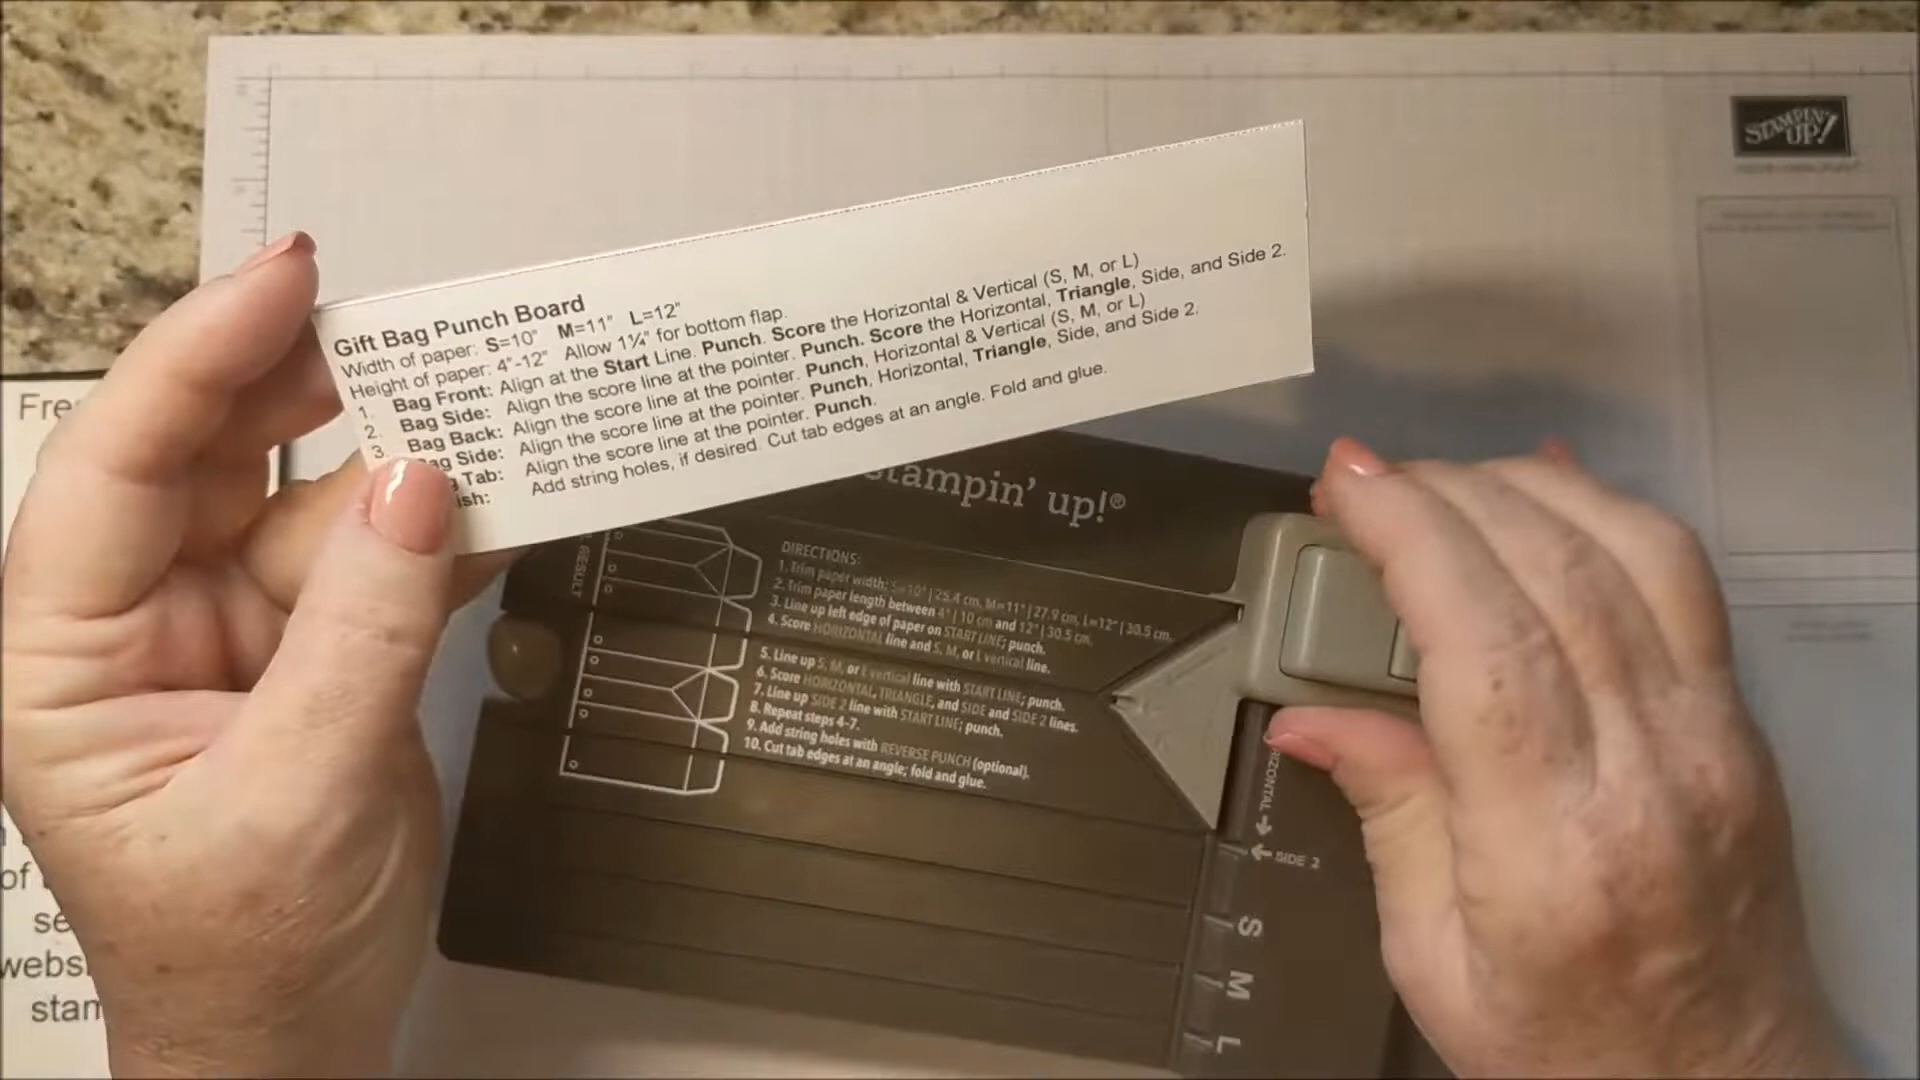 STAMPIN' UP!
Gift Bag Punch Board
Width of paper: S=10" M=11" L=12"
Height of paper: 4"-12" Allow 1¼" for bottom flap.
1. Bag Front: Align at the Start Line. Punch. Score the Horizontal & Vertical (S, M, or L)
2. Bag Side: Align the score line at the pointer. Punch. Score the Horizontal, Triangle, Side, and Side 2.
3. Bag Back: Align the score line at the pointer. Punch, Horizontal & Vertical (S, M, or L)
ag Side: Align the score line at the pointer. Punch, Horizontal, Triangle, Side, and Side 2.
g Tab: Align the score line at the pointer. Punch.
ish: Add string holes, if desired. Cut tab edges at an angle. Fold and glue.
Stampin' up!®
RESULT
DIRECTIONS:
1. Trim paper width: S=10" | 25.4 cm, M=11" | 27.9 cm, L=12" | 30.5 cm.
2. Trim paper length between 4" | 10 cm and 12" | 30.5 cm.
3. Line up left edge of paper on START LINE; punch.
4. Score HORIZONTAL line and S, M, or L vertical line.
5. Line up S, M, or L vertical line with START LINE; punch.
6. Score HORIZONTAL, TRIANGLE, and SIDE and SIDE 2 lines.
7. Line up SIDE 2 line with START LINE; punch.
8. Repeat steps 4-7.
9. Add string holes with REVERSE PUNCH (optional).
10. Cut tab edges at an angle; fold and glue.
RIZONTAL
SIDE 2
S
M
L
Fre
of
se
webs
stam